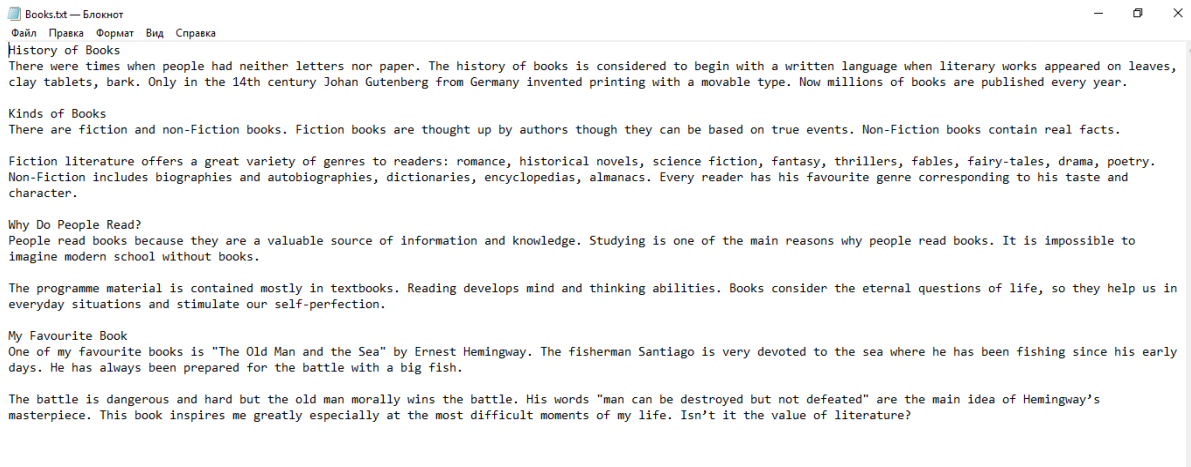 Books.txt — Блокнот
Файл Правка Формат Вид Справка
History of Books
There were times when people had neither letters nor paper. The history of books is considered to begin with a written language when literary works appeared on leaves,
clay tablets, bark. Only in the 14th century Johan Gutenberg from Germany invented printing with a movable type. Now millions of books are published every year.
Kinds of Books
There are fiction and non-Fiction books. Fiction books are thought up by authors though they can be based on true events. Non-Fiction books contain real facts.
Fiction literature offers a great variety of genres to readers: romance, historical novels, science fiction, fantasy, thrillers, fables, fairy-tales, drama, poetry.
Non-Fiction includes biographies and autobiographies, dictionaries, encyclopedias, almanacs. Every reader has his favourite genre corresponding to his taste and
character.
Why Do People Read?
People read books because they are a valuable source of information and knowledge. Studying is one of the main reasons why people read books. It is impossible to
imagine modern school without books.
The programme material is contained mostly in textbooks. Reading develops mind and thinking abilities. Books consider the eternal questions of life, so they help us in
everyday situations and stimulate our self-perfection.
My Favourite Book
One of my favourite books is "The Old Man and the Sea" by Ernest Hemingway. The fisherman Santiago is very devoted to the sea where he has been fishing since his early
days. He has always been prepared for the battle with a big fish.
The battle is dangerous and hard but the old man morally wins the battle. His words "man can be destroyed but not defeated" are the main idea of Hemingway’s
masterpiece. This book inspires me greatly especially at the most difficult moments of my life. Isn’t it the value of literature?